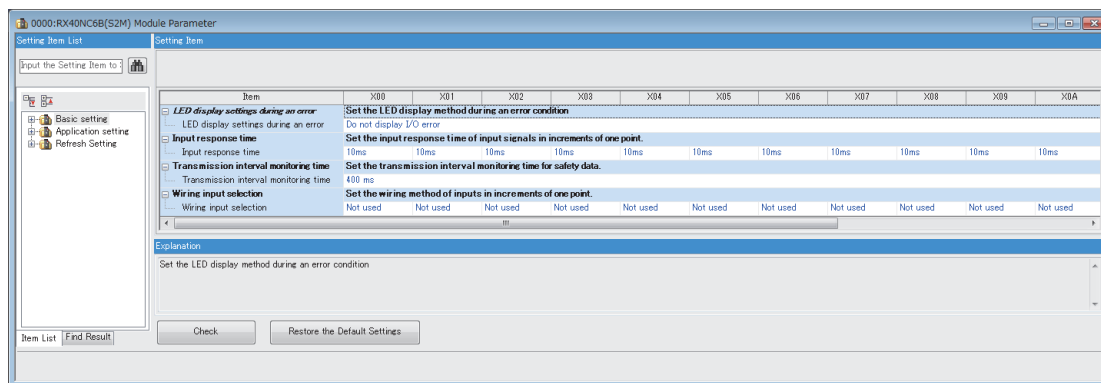 0000:RX40NC6B(S2M) Module Parameter
Setting Item List
Setting Item
Input the Setting Item to
Item X00 X01 X02 X03 X04 X05 X06 X07 X08 X09 X0A
LED display settings during an error Set the LED display method during an error condition
LED display settings during an error Do not display I/O error
Input response time Set the input response time of input signals in increments of one point.
Input response time 10ms 10ms 10ms 10ms 10ms 10ms 10ms 10ms 10ms 10ms 10ms
Transmission interval monitoring time Set the transmission interval monitoring time for safety data.
Transmission interval monitoring time 400 ms
Wiring input selection Set the wiring method of inputs in increments of one point.
Wiring input selection Not used Not used Not used Not used Not used Not used Not used Not used Not used Not used Not used
Basic setting
Application setting
Refresh Setting
Explanation
Set the LED display method during an error condition
Check Restore the Default Settings
Item List Find Result